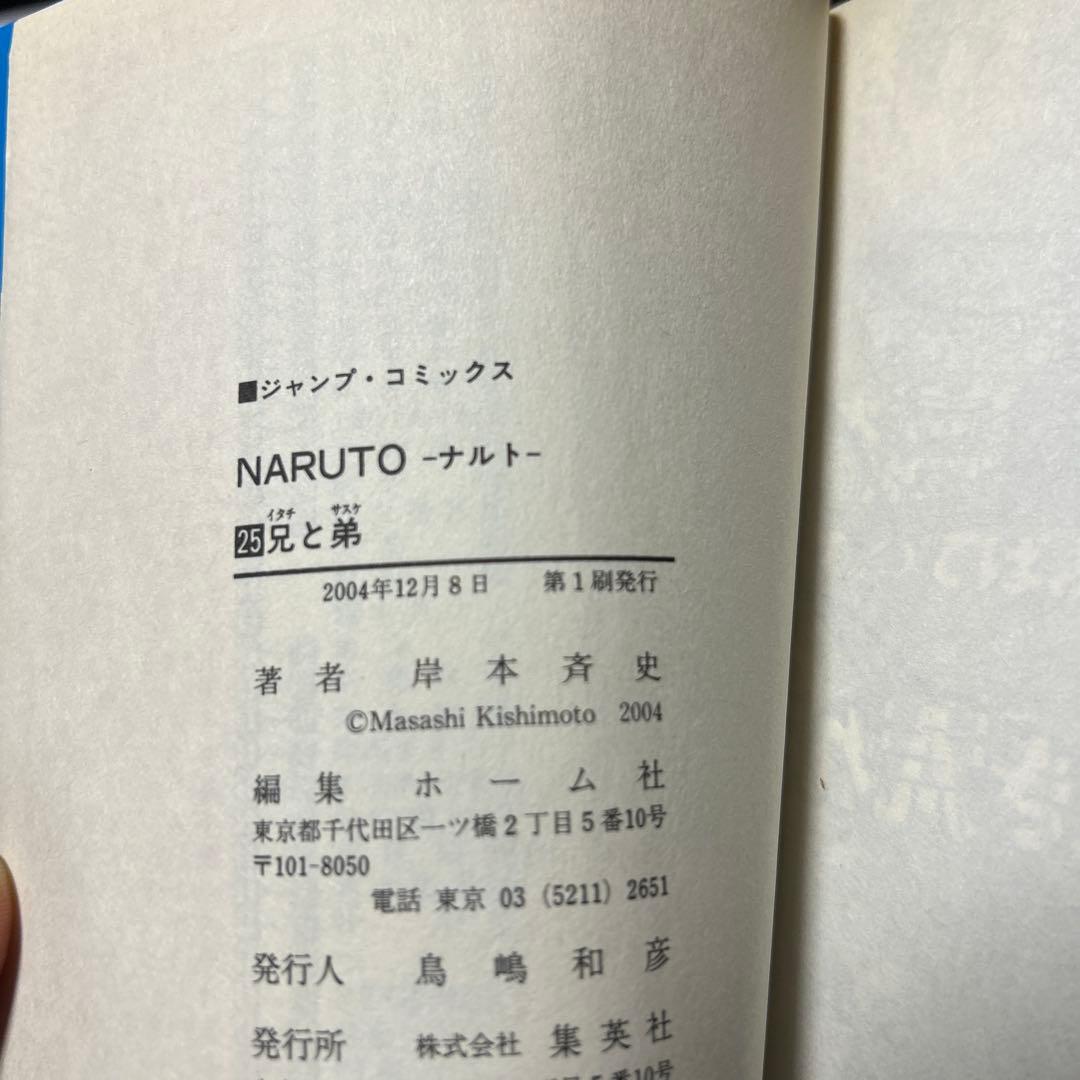 ■ジャンプ・コミックス
NARUTO -ナルト-
イタチ サスケ
25兄と弟
2004年12月8日 第1刷発行
著者 岸本斉史
©Masashi Kishimoto 2004
編集 ホーム社
東京都千代田区一ツ橋2丁目5番10号
〒101-8050
電話 東京 03 (5211) 2651
発行人 鳥嶋和彦
発行所 株式会社 集英社
5番10号